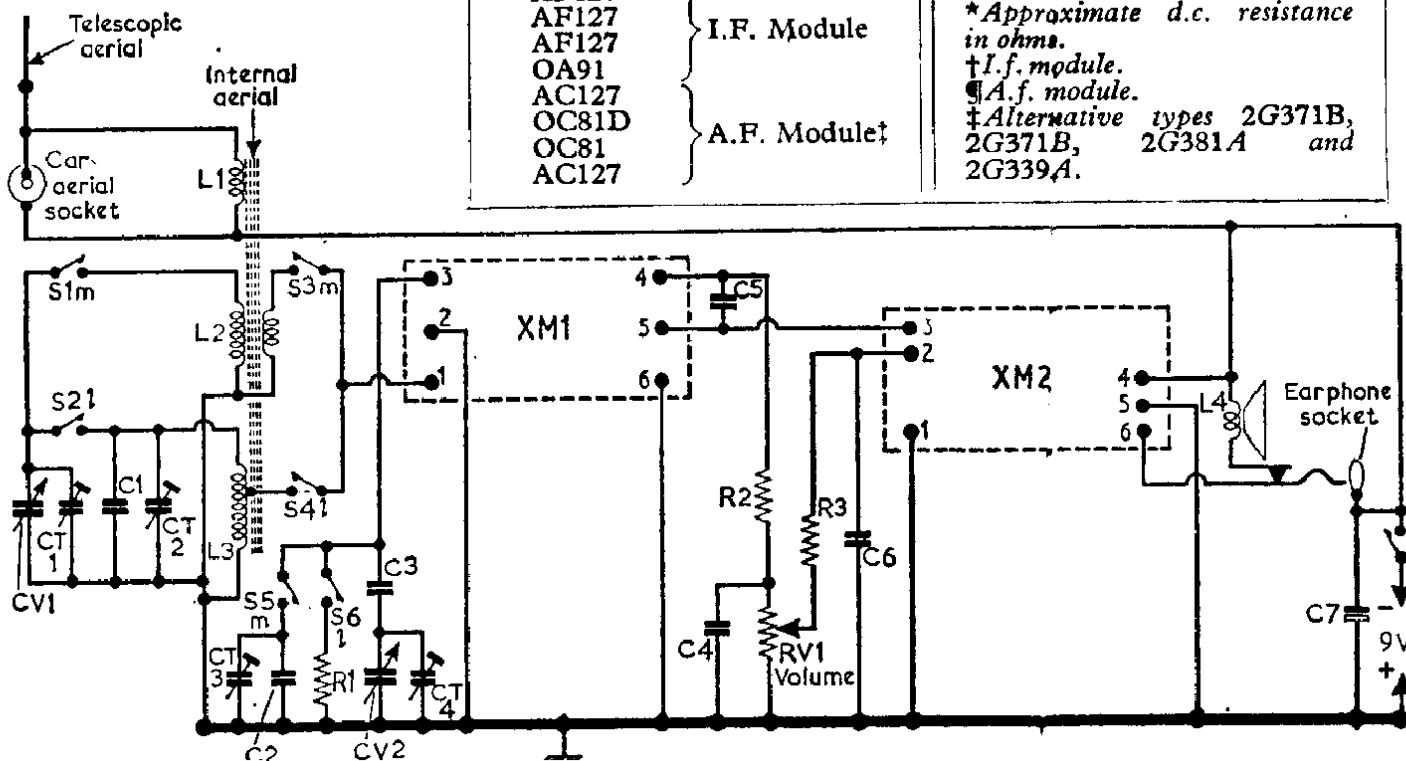 AF127
AF127
OA91
AC127
OC81D
OC81
AC127
I.F. Module
A.F. Module‡
*Approximate d.c. resistance
in ohms.
†I.f. module.
¶A.f. module.
‡Alternative types 2G371B,
2G371B, 2G381A and
2G339A.
Telescopic
aerial
Internal
aerial
Car
aerial
socket
L1
S1m
S3m
L2
S2l
S4l
L3
CV1
CT
1
C1
CT
2
S5
m
S6
l
C3
CT
3
C2
R1
CV2
CT
4
3
2
1
XM1
4
5
6
C5
R2
R3
C4
RV1
Volume
C6
3
2
1
XM2
4
5
6
L4
Earphone
socket
C7
-
9V
+